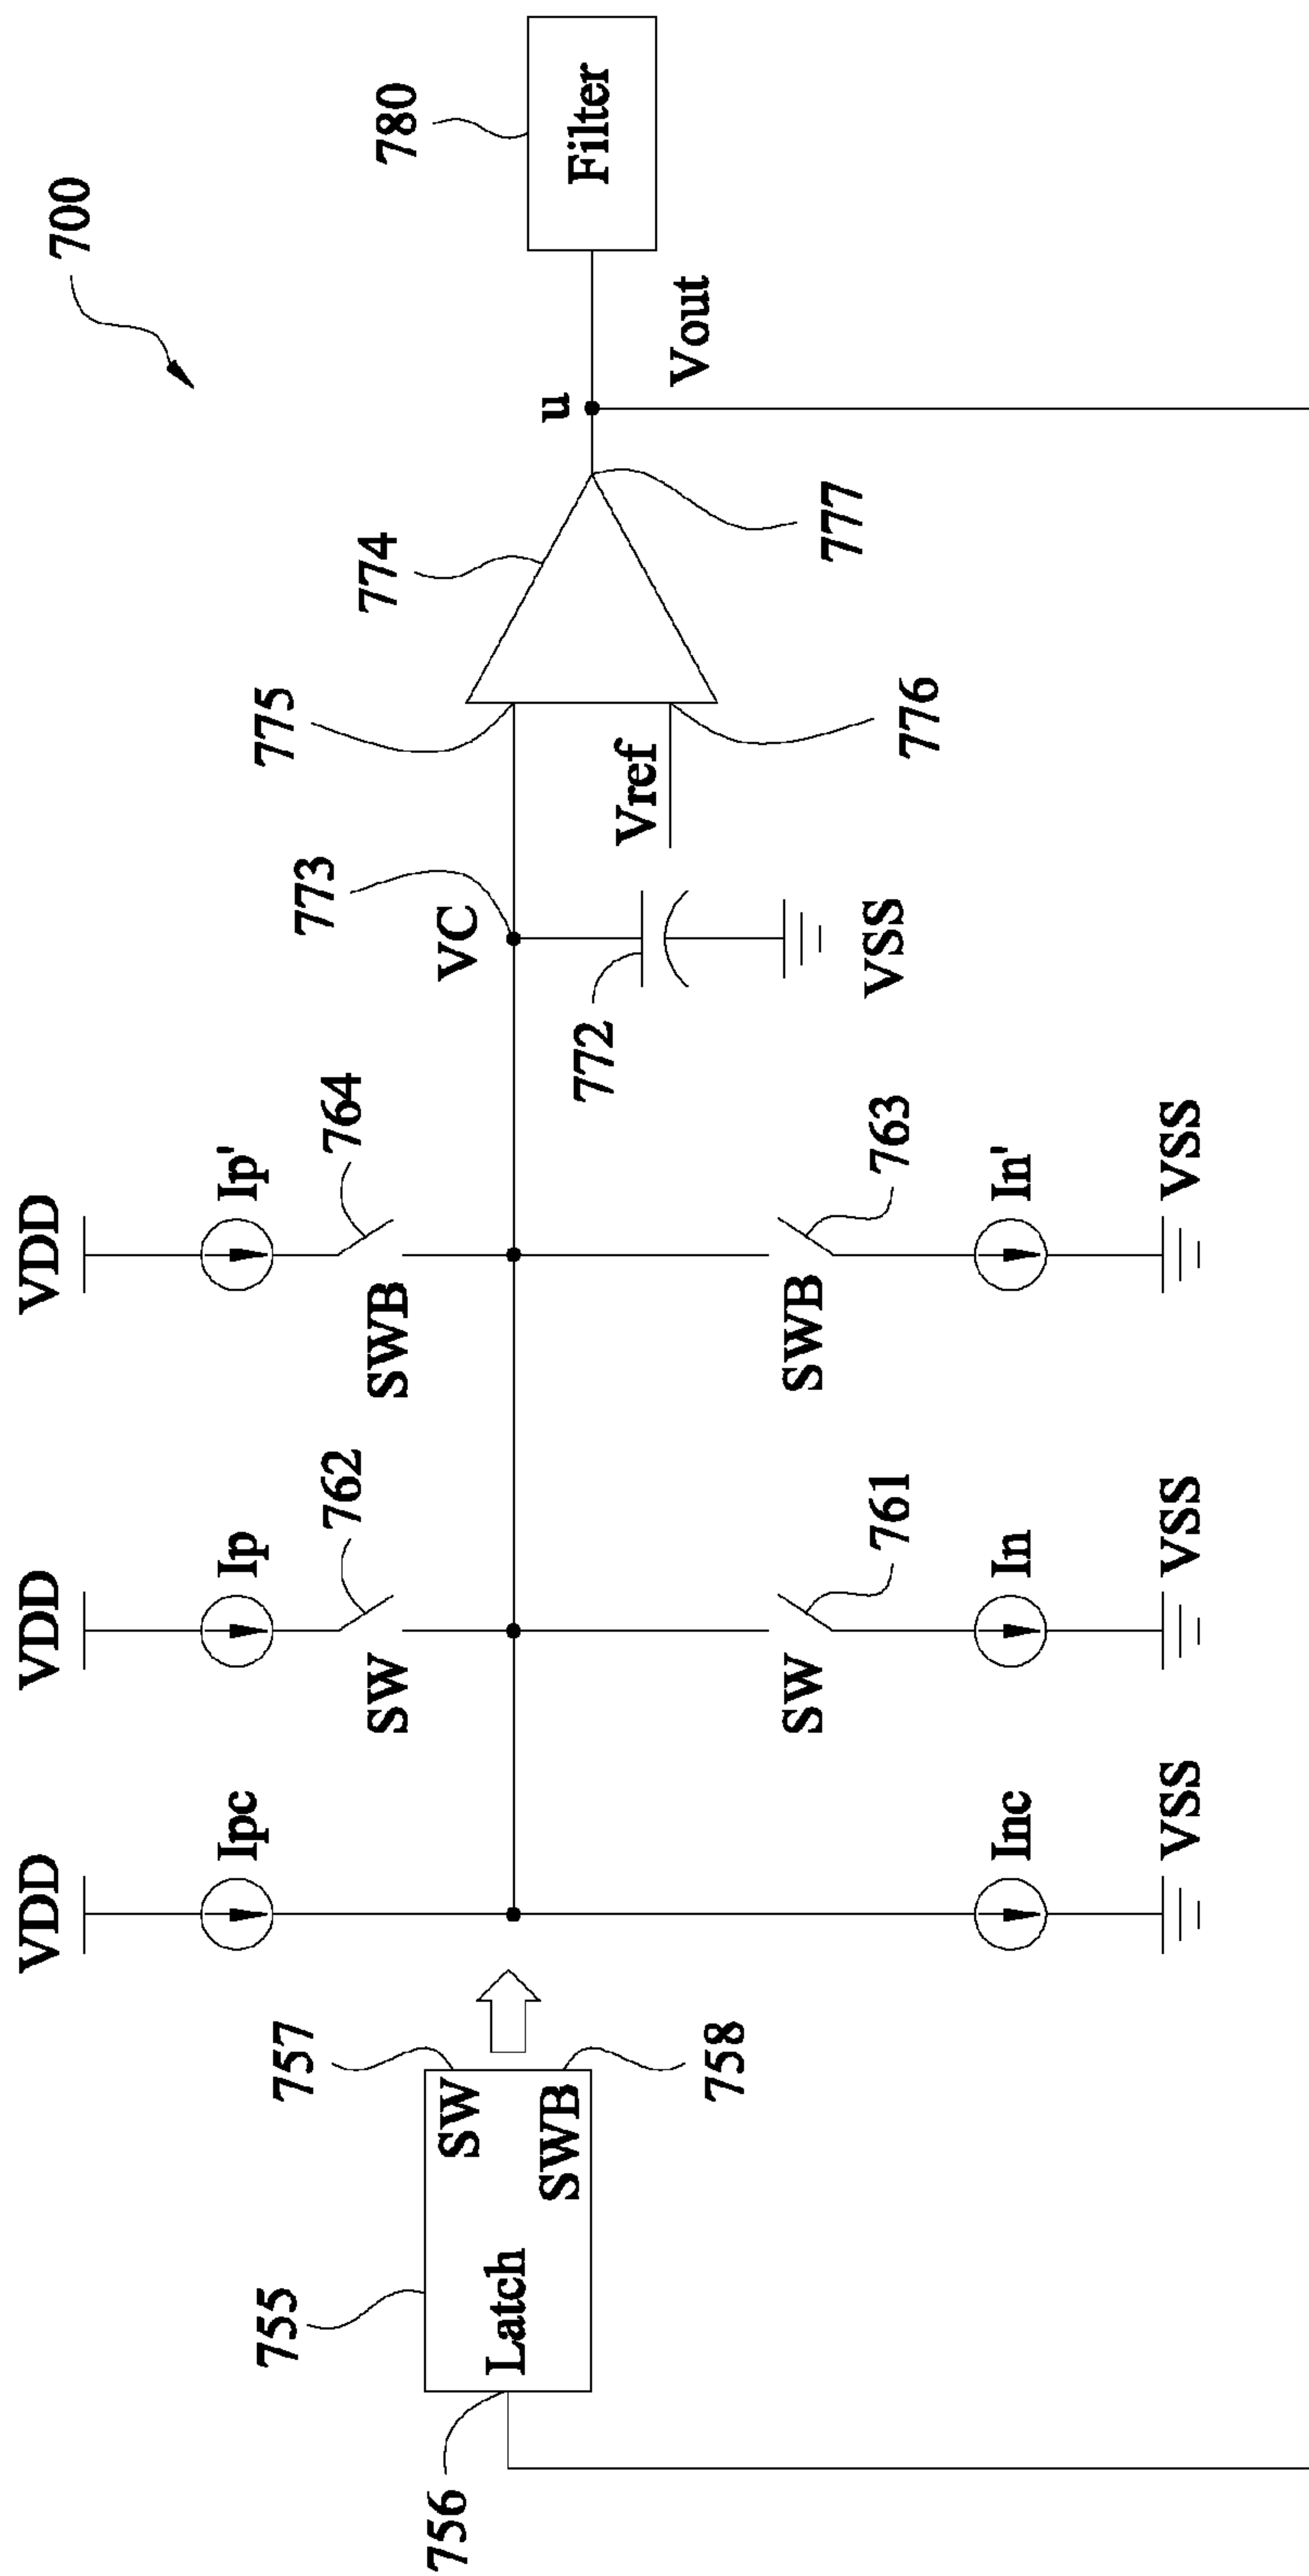 700
VDD
VDD
VDD
Ipc
Ip
Ip'
762
764
SW
SWB
755
757
Latch
SW
SWB
756
758
VC
773
775
774
u
780
Filter
772
Vref
Vout
VSS
776
777
SW
761
SWB
763
Inc
In
In'
VSS
VSS
VSS